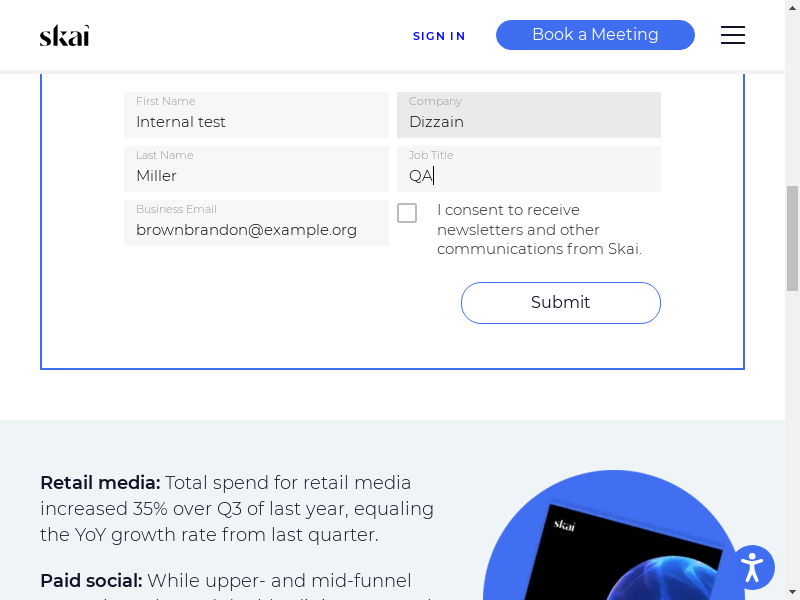 skai
SIGN IN
Book a Meeting
First Name
Internal test
Company
Dizzain
Last Name
Miller
Job Title
QA
Business Email
brownbrandon@example.org
I consent to receive
newsletters and other
communications from Skai.
Submit
Retail media: Total spend for retail media
increased 35% over Q3 of last year, equaling
the YoY growth rate from last quarter.
Paid social: While upper- and mid-funnel
skai